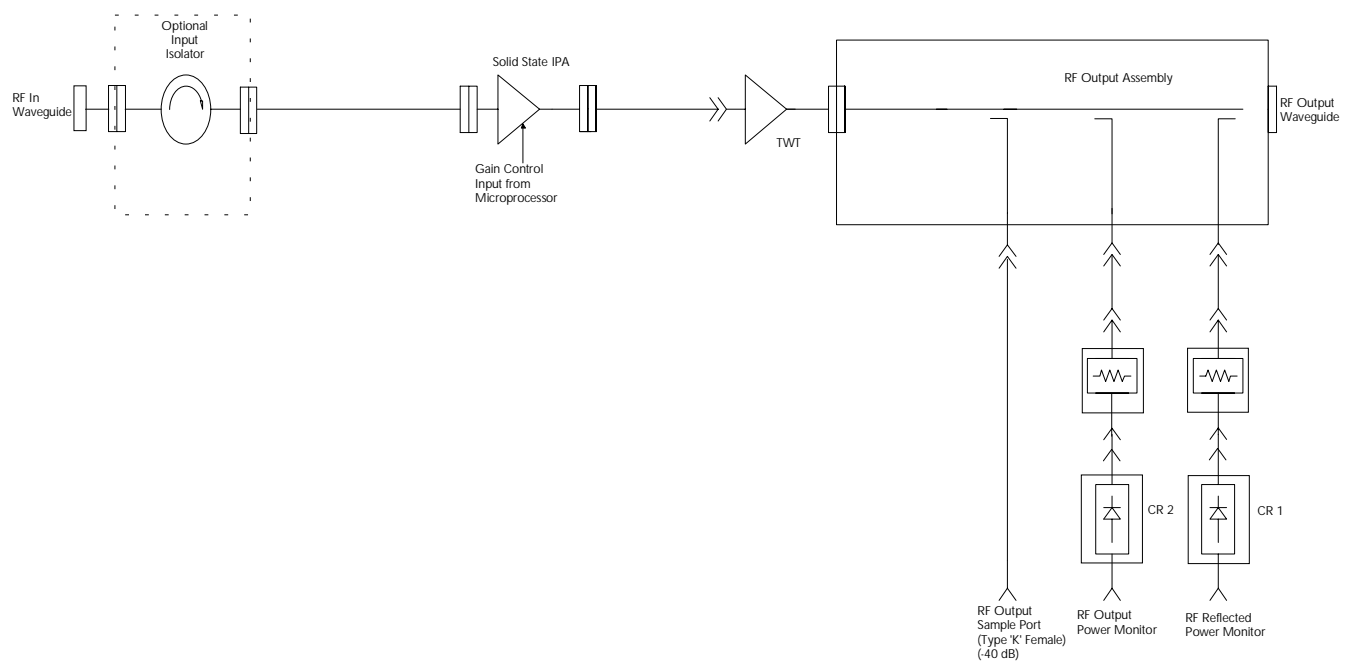 Optional
Input
Isolator
RF In
Waveguide
Solid State IPA
Gain Control
Input from
Microprocessor
TWT
RF Output Assembly
RF Output
Waveguide
CR 2
CR 1
RF Output
Sample Port
(Type 'K' Female)
(-40 dB)
RF Output
Power Monitor
RF Reflected
Power Monitor